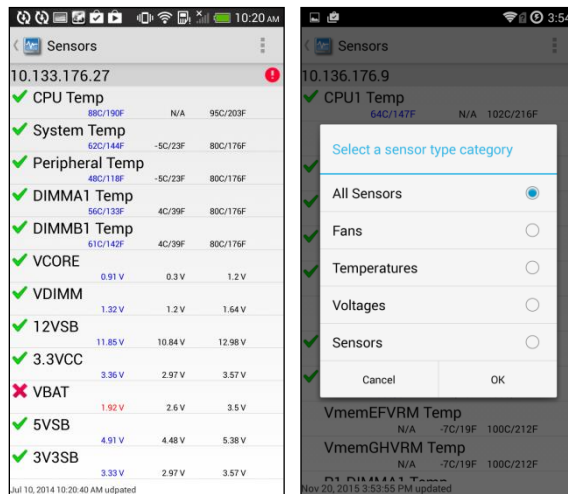 10:20 AM
Sensors
10.133.176.27
CPU Temp
88C/190F N/A 95C/203F
System Temp
62C/144F -5C/23F 80C/176F
Peripheral Temp
48C/118F -5C/23F 80C/176F
DIMMA1 Temp
56C/133F 4C/39F 80C/176F
DIMMB1 Temp
61C/142F 4C/39F 80C/176F
VCORE
0.91 V 0.3 V 1.2 V
VDIMM
1.32 V 1.2 V 1.64 V
12VSB
11.85 V 10.84 V 12.98 V
3.3VCC
3.36 V 2.97 V 3.57 V
VBAT
1.92 V 2.6 V 3.5 V
5VSB
4.91 V 4.48 V 5.38 V
3V3SB
3.33 V 2.97 V 3.57 V
Jul 10, 2014 10:20:40 AM udpated
3:54
Sensors
10.136.176.9
CPU1 Temp
64C/147F N/A 102C/216F
Select a sensor type category
All Sensors
Fans
Temperatures
Voltages
Sensors
Cancel OK
VmemEFVRM Temp
N/A -7C/19F 100C/212F
VmemGHVRM Temp
N/A -7C/19F 100C/212F
P1-DIMMA1 Temp
Nov 20, 2015 3:53:55 PM updated